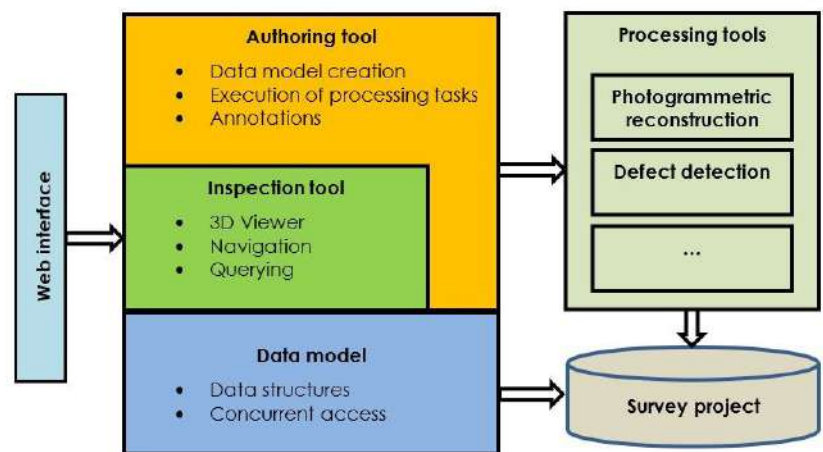 Web interface
Authoring tool
• Data model creation
• Execution of processing tasks
• Annotations
Inspection tool
• 3D Viewer
• Navigation
• Querying
Data model
• Data structures
• Concurrent access
Processing tools
Photogrammetric
reconstruction
Defect detection
...
Survey project